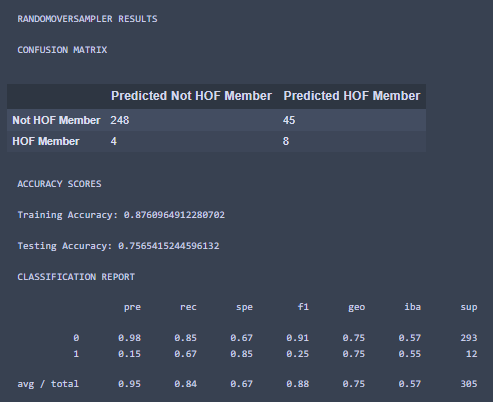 RANDOMOVERSAMPLER RESULTS
CONFUSION MATRIX
Predicted Not HOF Member Predicted HOF Member
Not HOF Member 248 45
HOF Member 4 8
ACCURACY SCORES
Training Accuracy: 0.8760964912280702
Testing Accuracy: 0.7565415244596132
CLASSIFICATION REPORT
pre rec spe f1 geo iba sup
0 0.98 0.85 0.67 0.91 0.75 0.57 293
1 0.15 0.67 0.85 0.25 0.75 0.55 12
avg / total 0.95 0.84 0.67 0.88 0.75 0.57 305